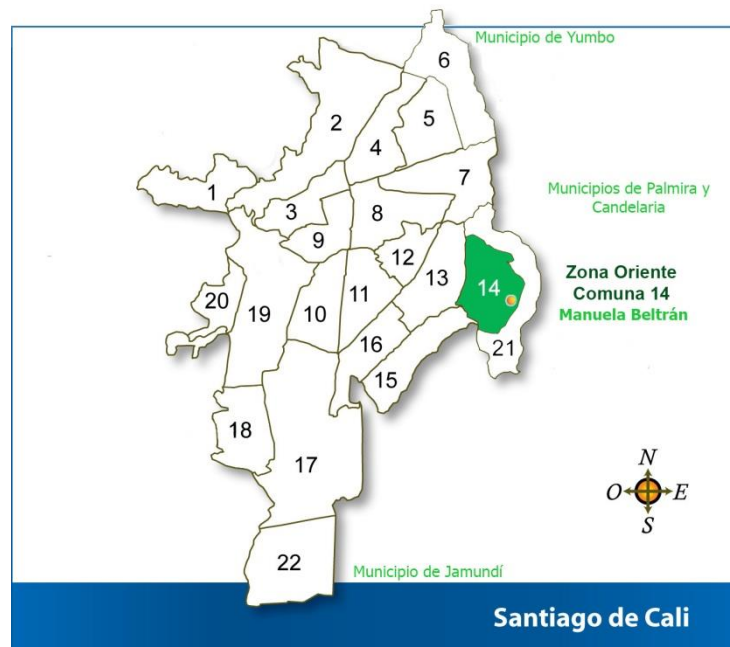 Municipio de Yumbo
6
2
5
4
7
1
Municipios de Palmira y
Candelaria
3
8
9
12
13
Zona Oriente
Comuna 14
Manuela Beltrán
14
20
19
10
11
16
21
15
18
17
N
O
E
S
22
Municipio de Jamundí
Santiago de Cali